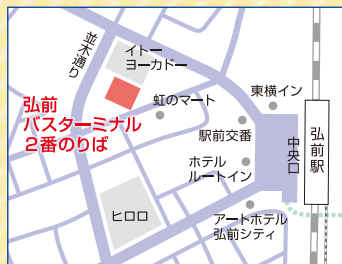 並木通り
イトー
ヨーカドー
弘前
バスターミナル
2番のりば
虹のマート
東横イン
駅前交番
中央口
弘前駅
ホテル
ルートイン
ヒロロ
アートホテル
弘前シティ